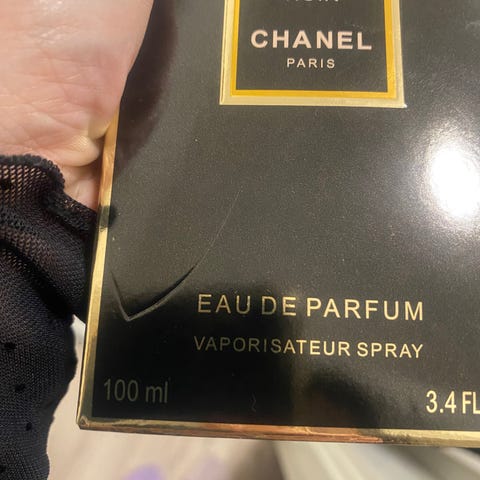 CHANEL
PARIS
EAU DE PARFUM
VAPORISATEUR SPRAY
100 ml
3.4 FL